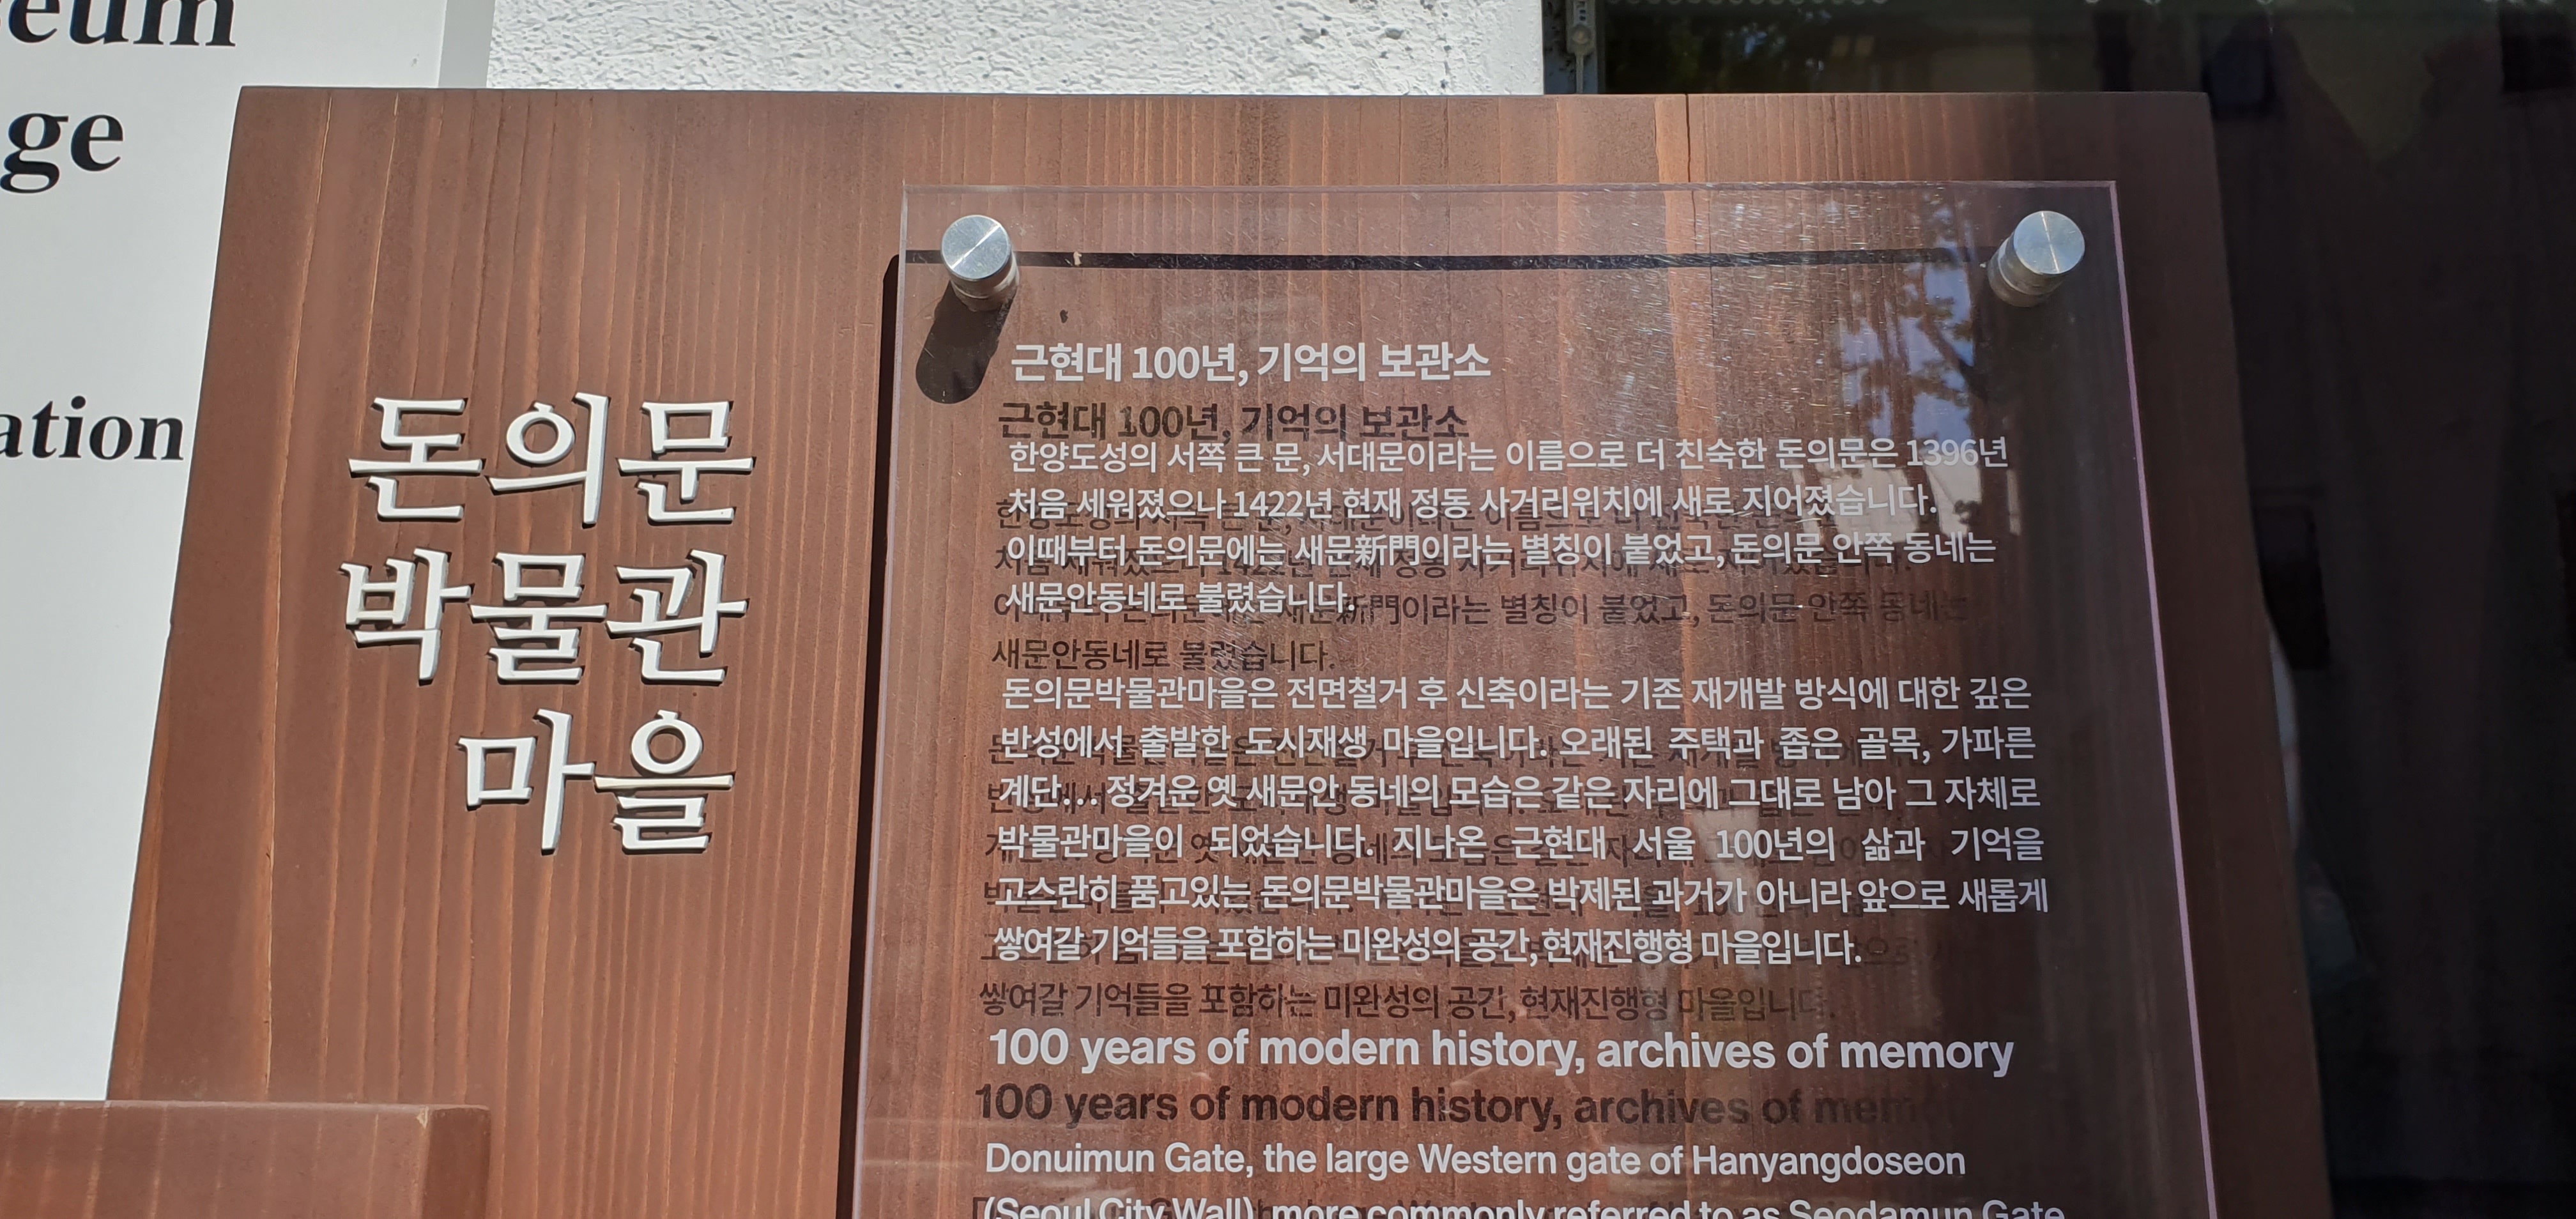 eum
ge
ation
돈의문
박물관
마을
근현대 100년, 기억의 보관소
한양도성의 서쪽 큰 문, 서대문이라는 이름으로 더 친숙한 돈의문은 1396년
처음 세워졌으나 1422년 현재 정동 사거리위치에 새로 지어졌습니다.
이때부터 돈의문에는 새문新門이라는 별칭이 붙었고, 돈의문 안쪽 동네는
새문안동네로 불렸습니다.
돈의문박물관마을은 전면철거 후 신축이라는 기존 재개발 방식에 대한 깊은
반성에서 출발한 도시재생 마을입니다. 오래된 주택과 좁은 골목, 가파른
계단... 정겨운 옛 새문안 동네의 모습은 같은 자리에 그대로 남아 그 자체로
박물관마을이 되었습니다. 지나온 근현대 서울 100년의 삶과 기억을
고스란히 품고있는 돈의문박물관마을은 박제된 과거가 아니라 앞으로 새롭게
쌓여갈 기억들을 포함하는 미완성의 공간, 현재진행형 마을입니다.
100 years of modern history, archives of memory
Donuimun Gate, the large Western gate of Hanyangdoseon
(Seoul City Wall), more commonly referred to as Seodamun Gate